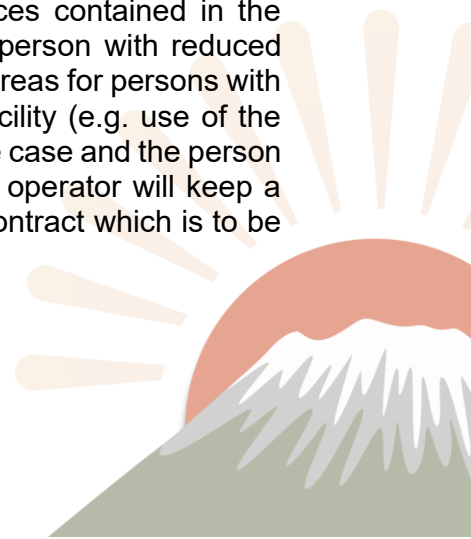 ces contained in the
person with reduced
reas for persons with
cility (e.g. use of the
case and the person
operator will keep a
ontract which is to be